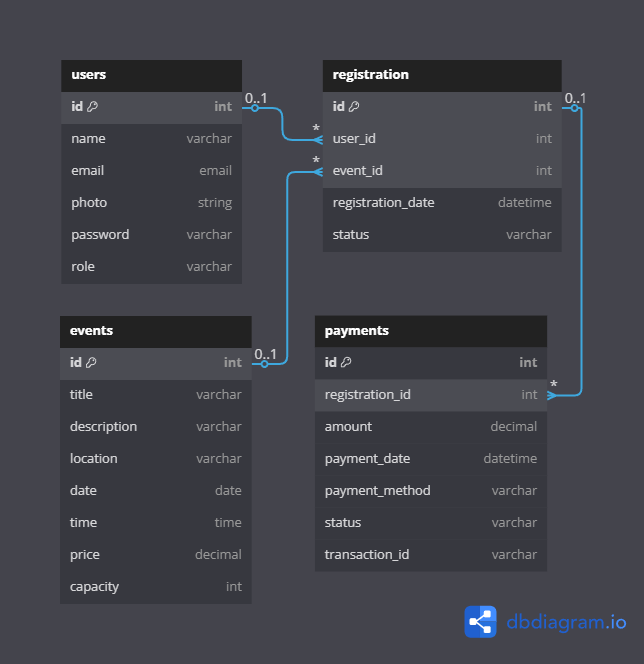 users
id int
name varchar
email email
photo string
password varchar
role varchar
0..1
*
*
registration
id int
user_id int
event_id int
registration_date datetime
status varchar
0..1
events
id int
title varchar
description varchar
location varchar
date date
time time
price decimal
capacity int
0..1
payments
id int
registration_id int
amount decimal
payment_date datetime
payment_method varchar
status varchar
transaction_id varchar
*
dbdiagram.io